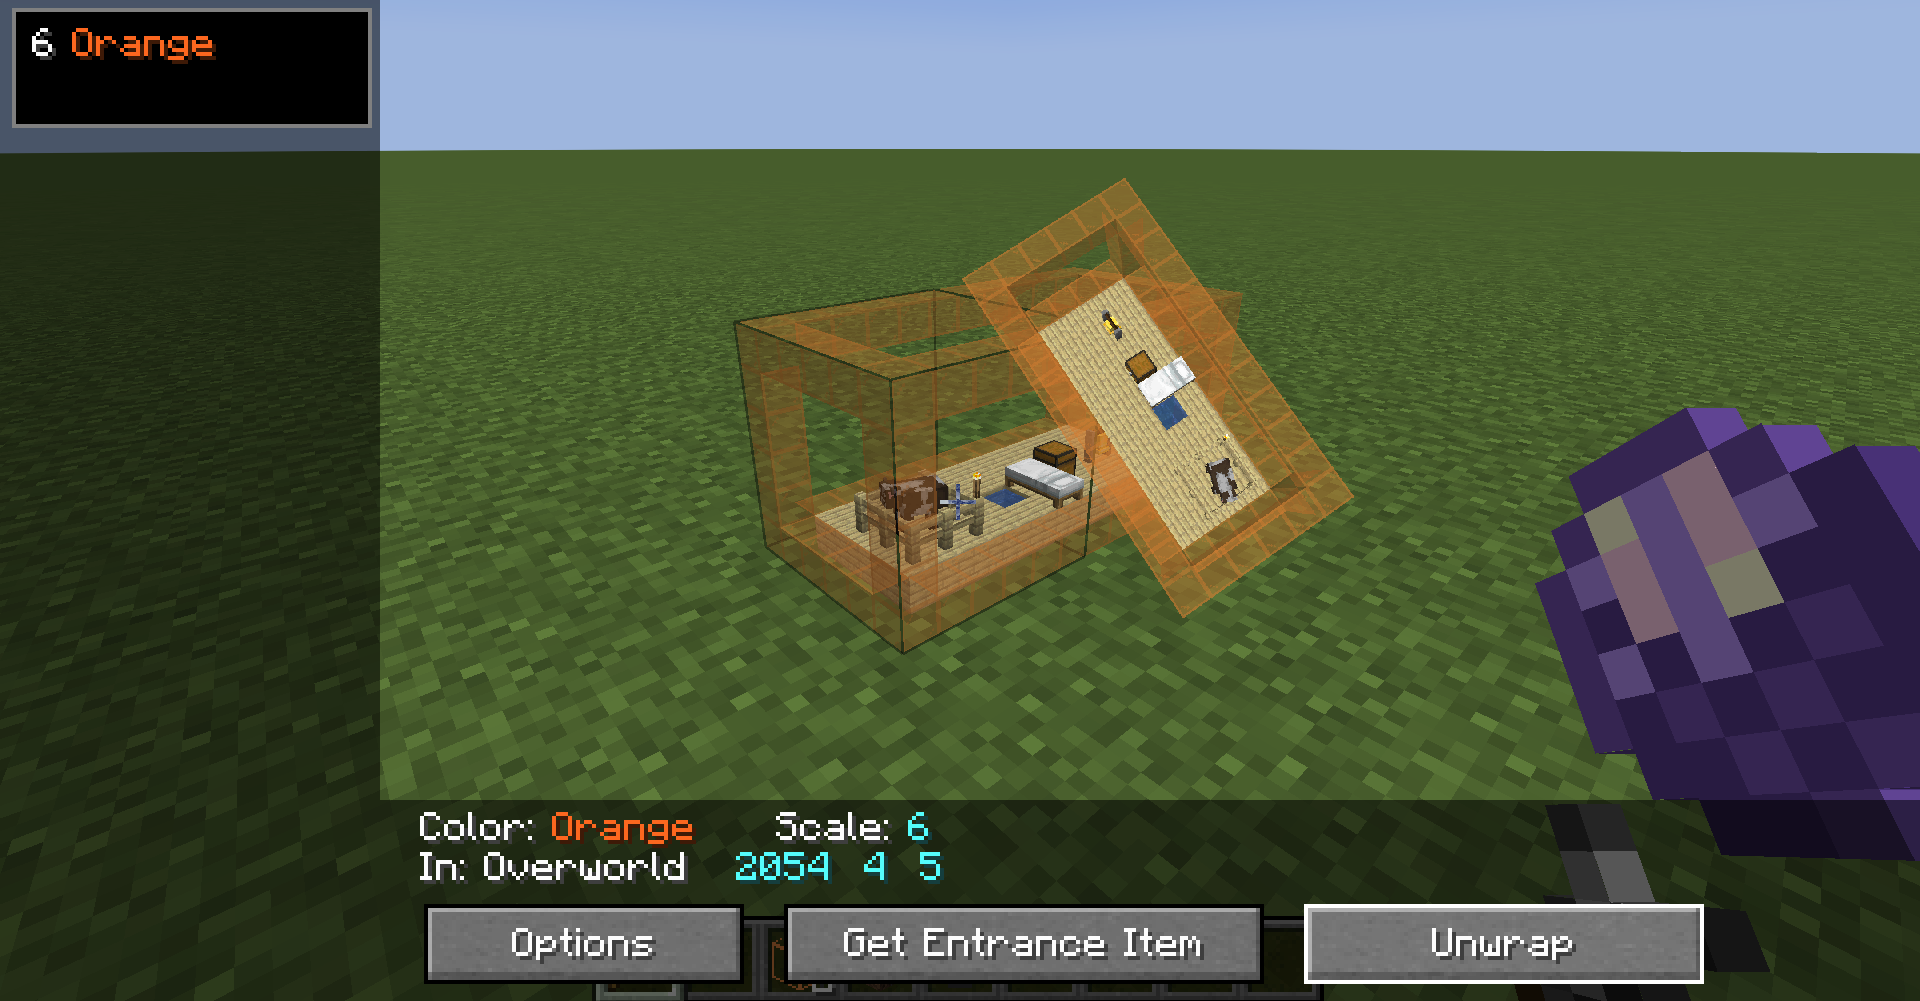 6 Orange
Color: Orange Scale: 6
In: Overworld 2054 4 5
Options
Get Entrance Item
Unwrap